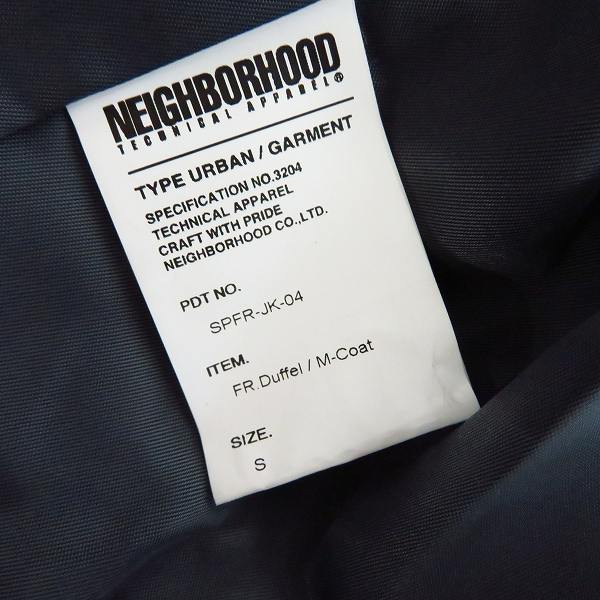 NEIGHBORHOOD
TECHNICAL APPAREL®
TYPE URBAN / GARMENT
SPECIFICATION NO.3204
TECHNICAL APPAREL
CRAFT WITH PRIDE
NEIGHBORHOOD CO.,LTD.
PDT NO.
SPFR-JK-04
ITEM.
FR.Duffel / M-Coat
SIZE.
S